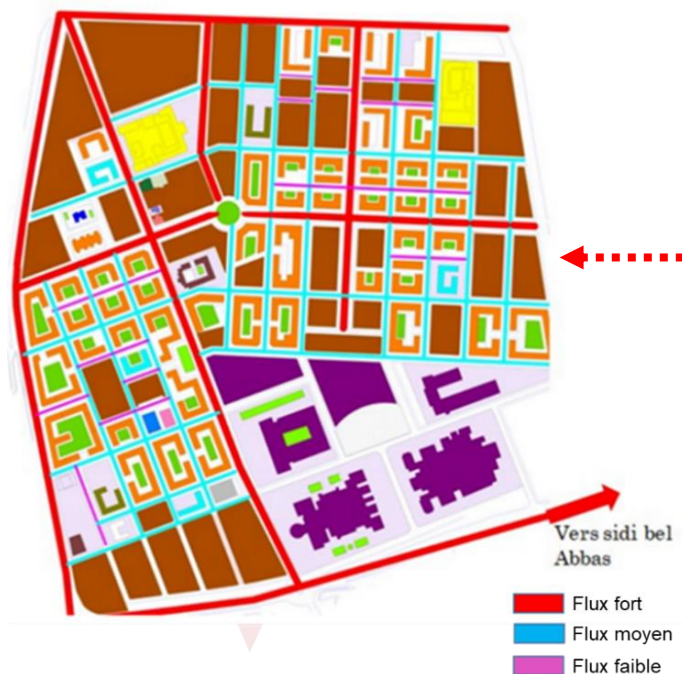 Vers sidi bel
Abbas
Flux fort
Flux moyen
Flux faible